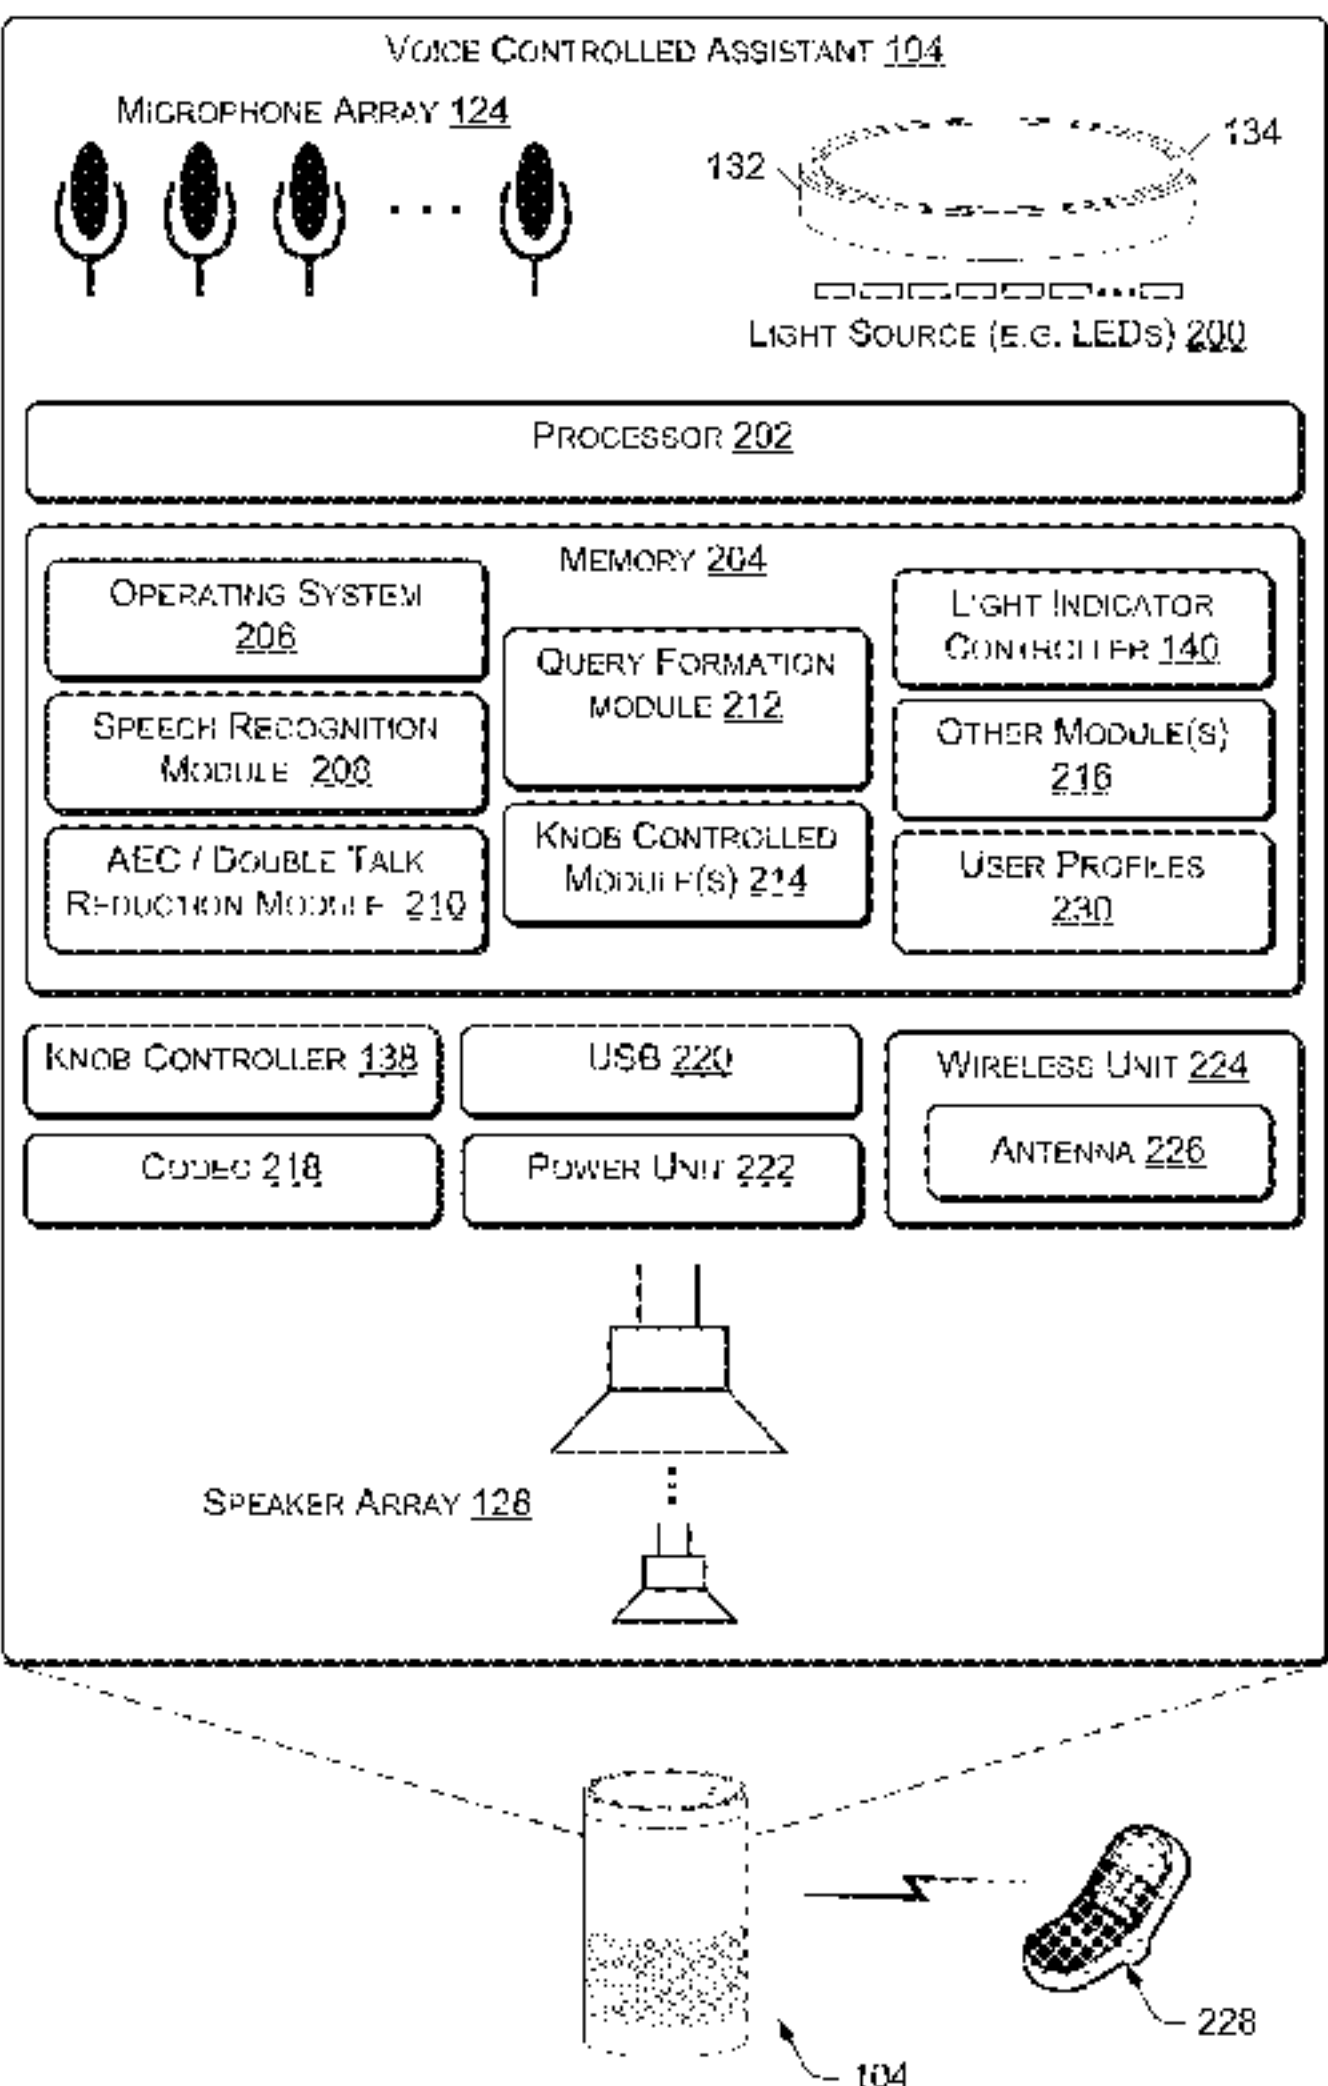 VOICE CONTROLLED ASSISTANT 104
MICROPHONE ARRAY 124
134
132
LIGHT SOURCE (E.G. LEDS) 200
PROCESSOR 202
MEMORY 204
OPERATING SYSTEM
206
SPEECH RECOGNITION
MODULE 208
AEC / DOUBLE TALK
REDUCTION MODULE 210
QUERY FORMATION
MODULE 212
KNOB CONTROLLED
MODULE(S) 214
LIGHT INDICATOR
CONTROLLER 140
OTHER MODULE(S)
216
USER PROFILES
230
KNOB CONTROLLER 138
USB 220
WIRELESS UNIT 224
ANTENNA 226
CODEC 218
POWER UNIT 222
SPEAKER ARRAY 128
228
104